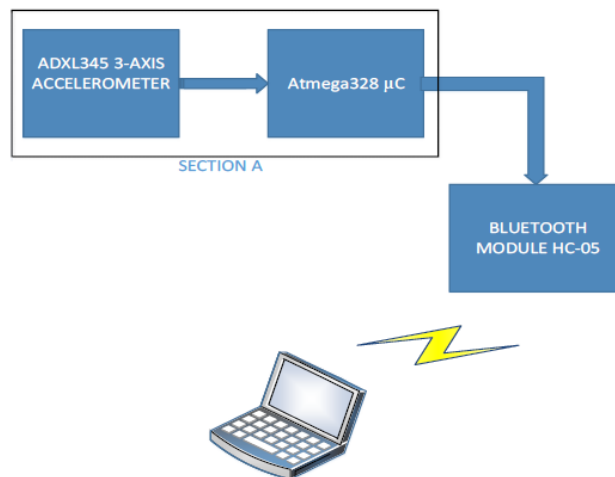 ADXL345 3-AXIS
ACCELEROMETER
Atmega328 µC
SECTION A
BLUETOOTH
MODULE HC-05